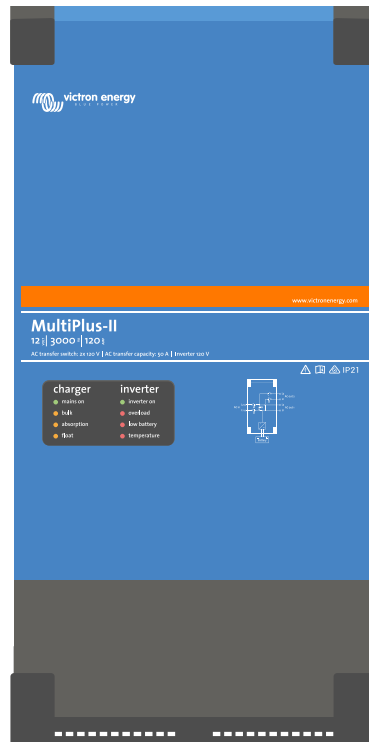 victron energy
BLUE POWER
www.victronenergy.com
MultiPlus-II
12 | 3000 | 120
AC transfer switch: 2x 120 V | AC transfer capacity: 50 A | Inverter 120 V
IP21
charger inverter
mains on inverter on
bulk overload
absorption low battery
float temperature